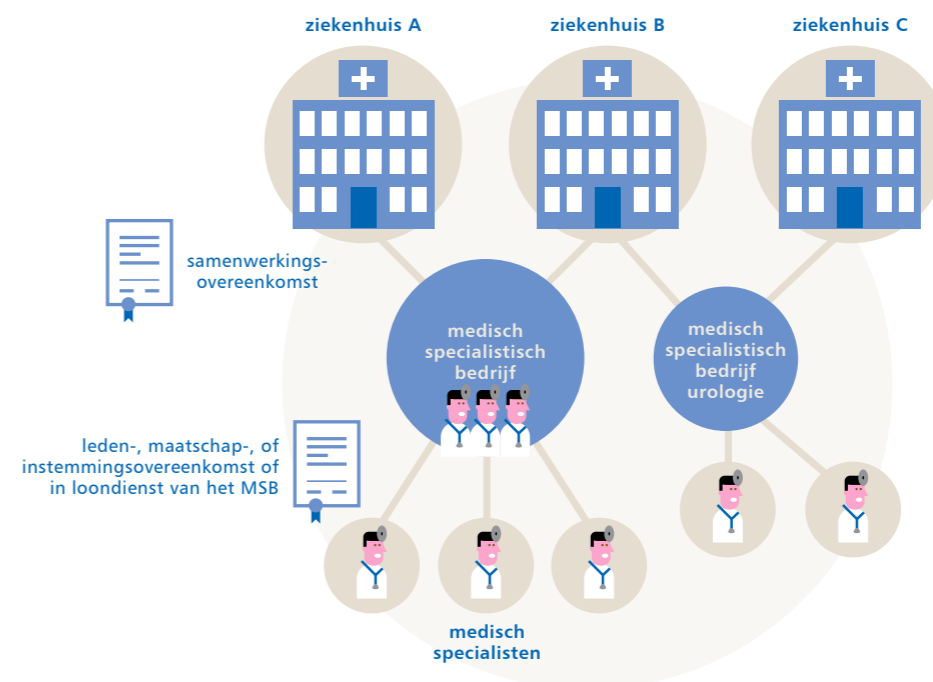 ziekenhuis A
ziekenhuis B
ziekenhuis C
samenwerkings-
overeenkomst
medisch
specialistisch
bedrijf
medisch
specialistisch
bedrijf
urologie
leden-, maatschap-, of
instemmingsovereenkomst of
in loondienst van het MSB
medisch
specialisten